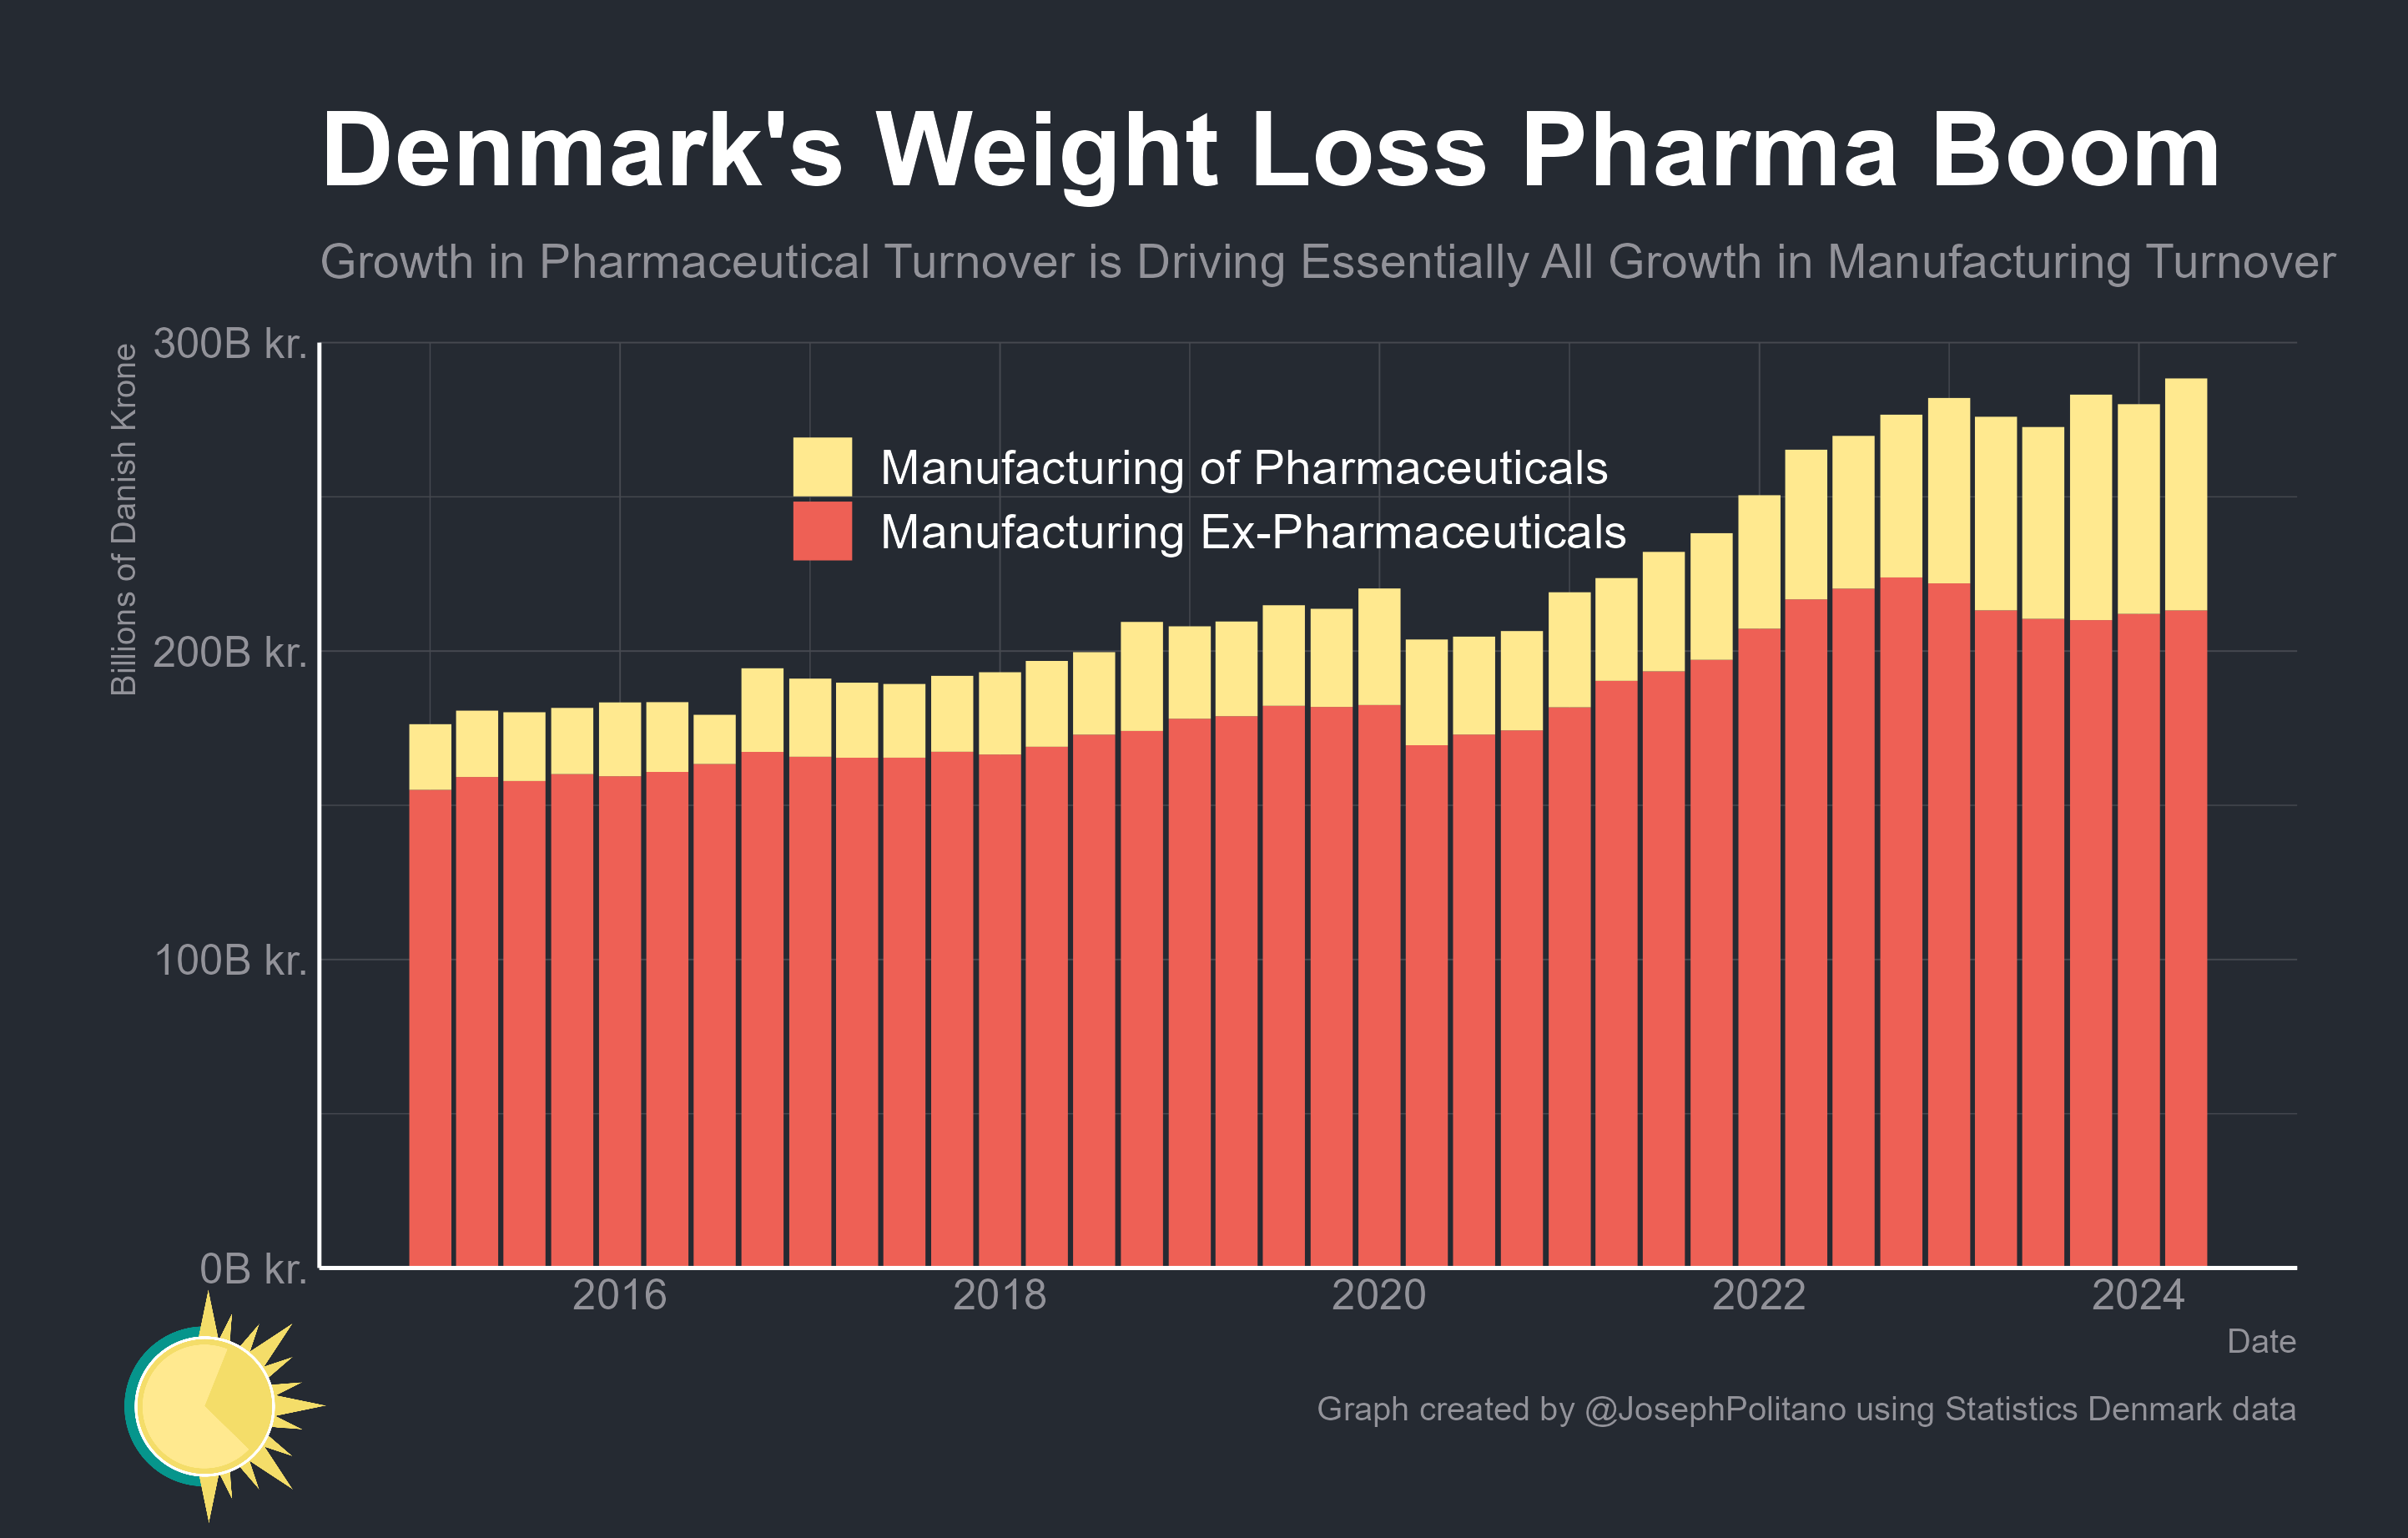 Denmark's Weight Loss Pharma Boom
Growth in Pharmaceutical Turnover is Driving Essentially All Growth in Manufacturing Turnover
Billions of Danish Krone
300B kr.
200B kr.
100B kr.
0B kr.
Manufacturing of Pharmaceuticals
Manufacturing Ex-Pharmaceuticals
2016
2018
2020
2022
2024
Date
Graph created by @JosephPolitano using Statistics Denmark data